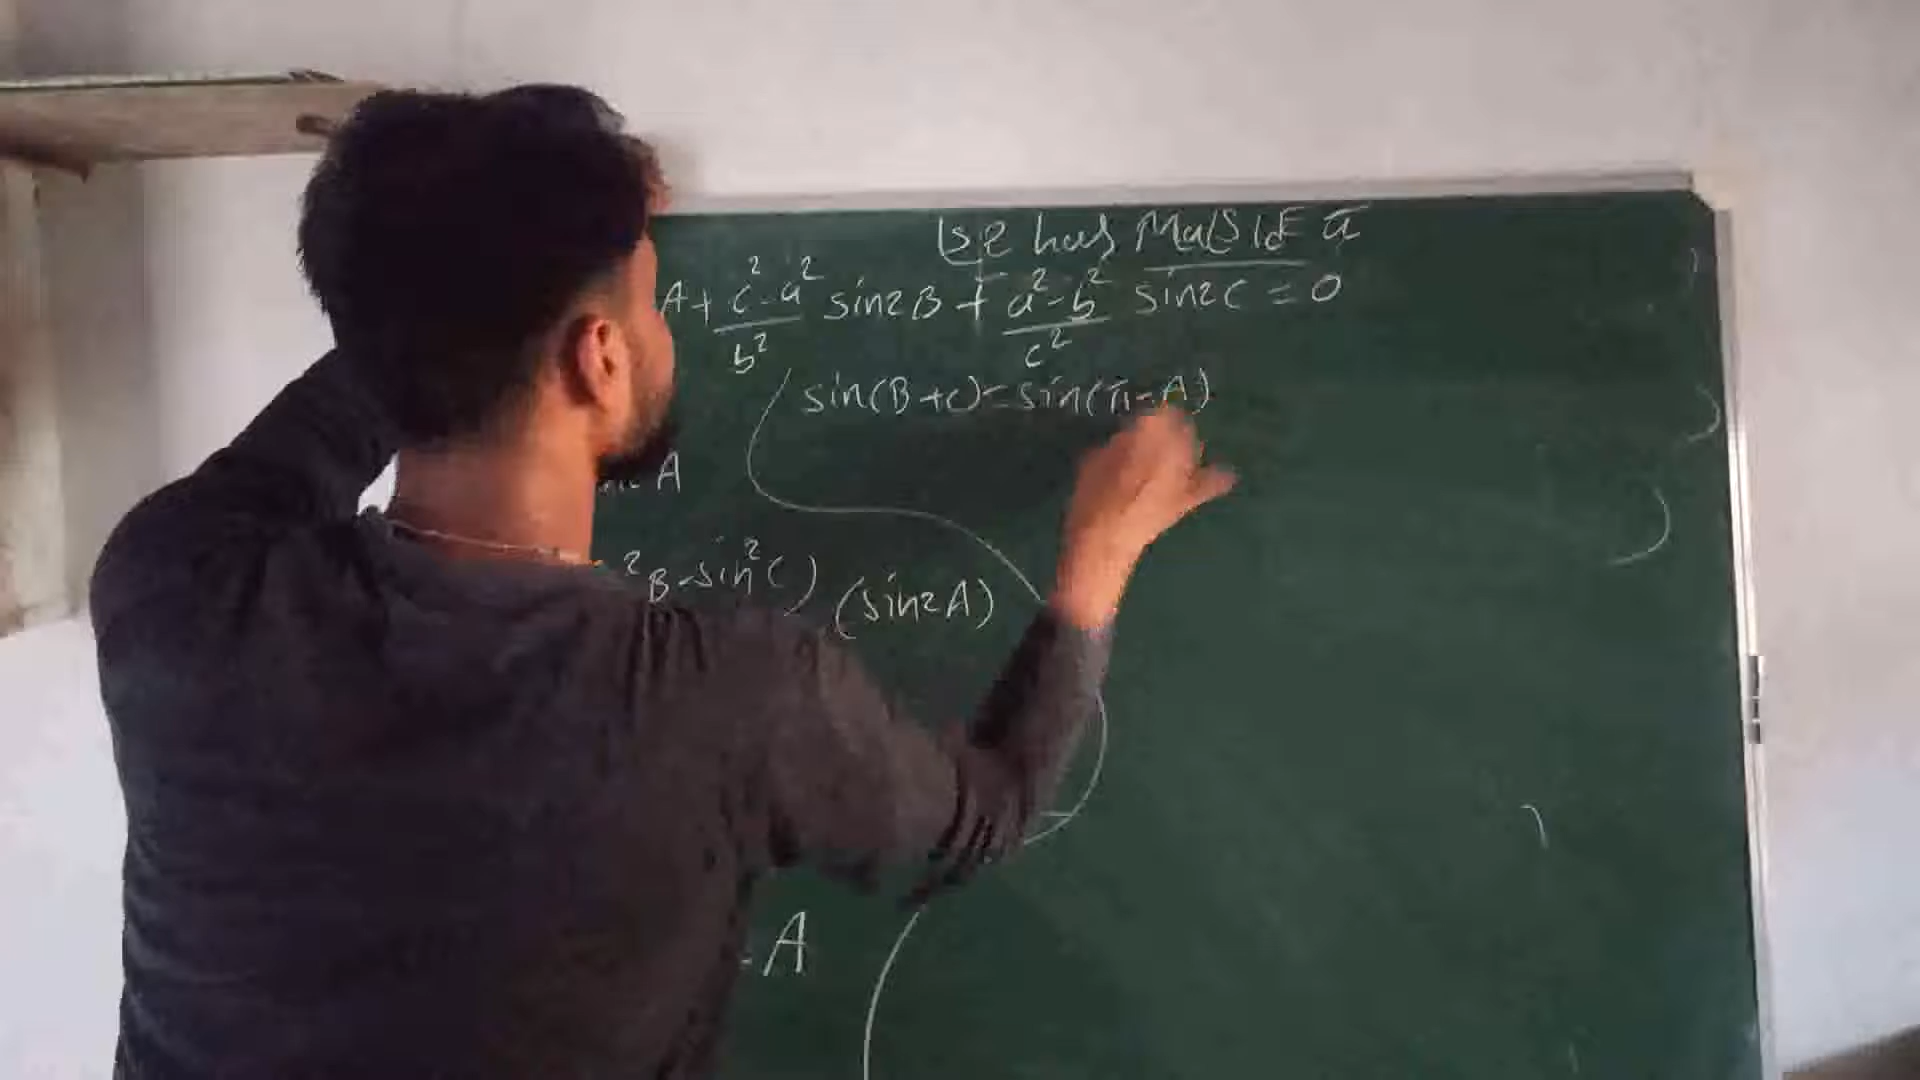 A + c²-a²/b² sin2B + a²-b²/c² sin2C = 0
sin(B+C)=sin(π-A)
A
²B-sin²C) (sin2A)
-A